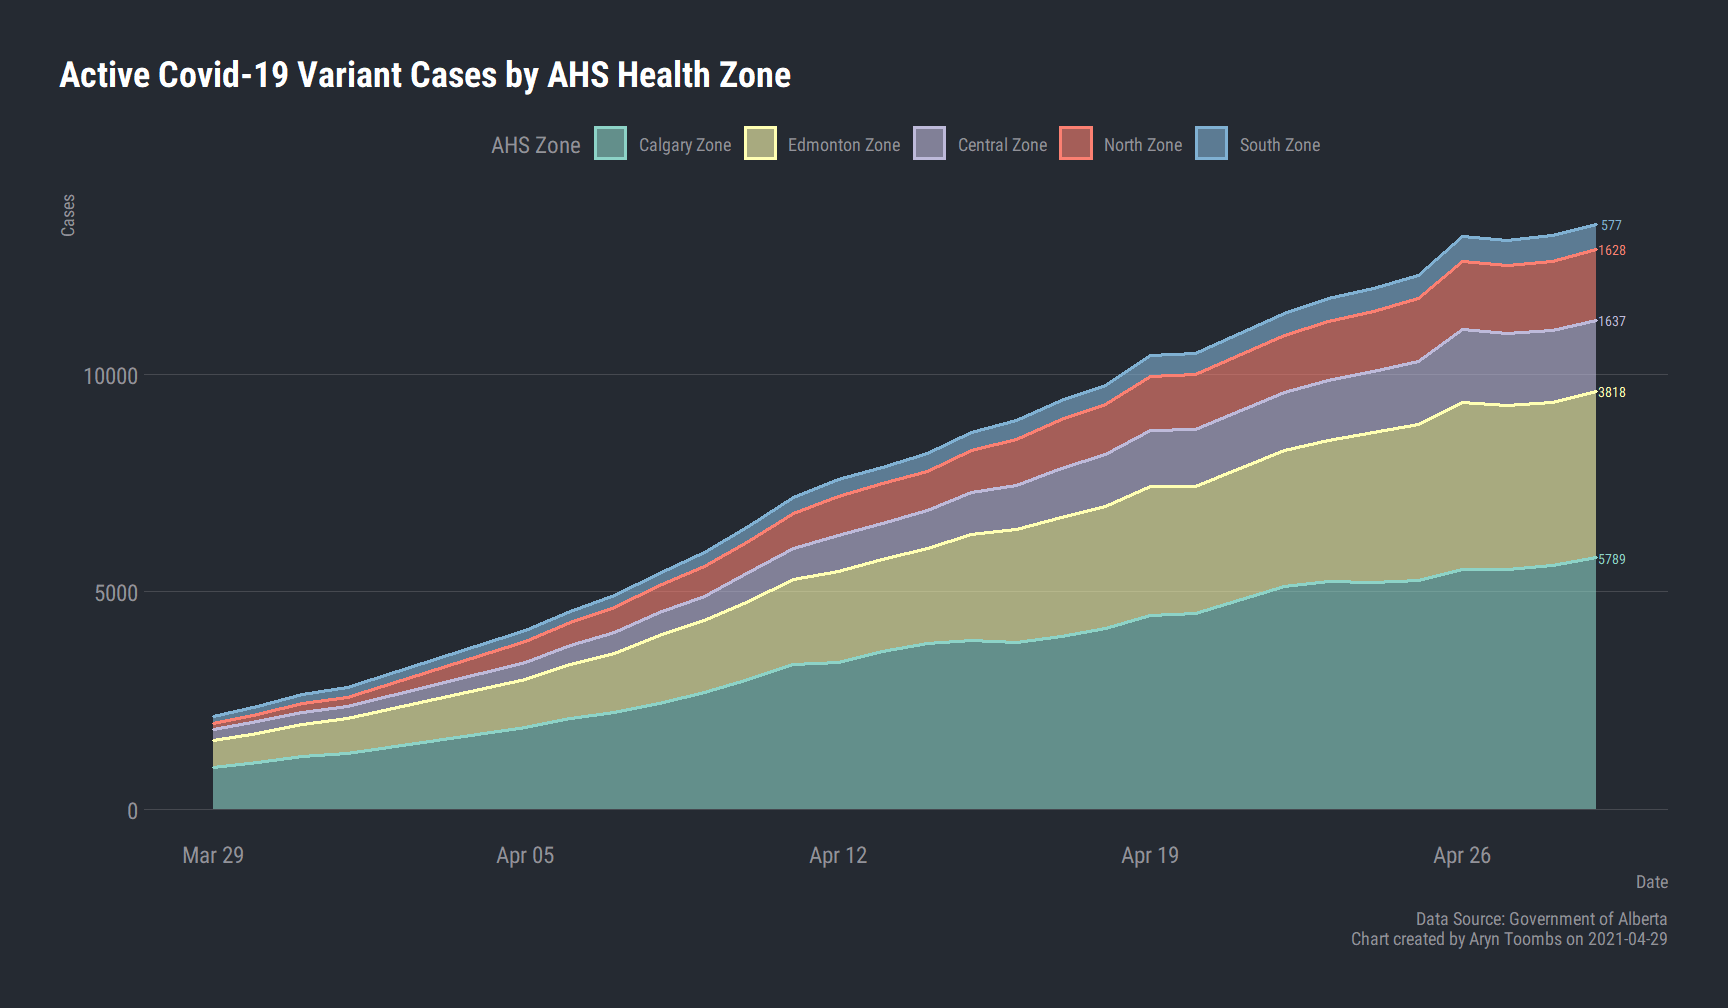 Active Covid-19 Variant Cases by AHS Health Zone
AHS Zone Calgary Zone Edmonton Zone Central Zone North Zone South Zone
Cases
577
1628
1637
10000
3818
5789
5000
0
Mar 29 Apr 05 Apr 12 Apr 19 Apr 26
Date
Data Source: Government of Alberta
Chart created by Aryn Toombs on 2021-04-29